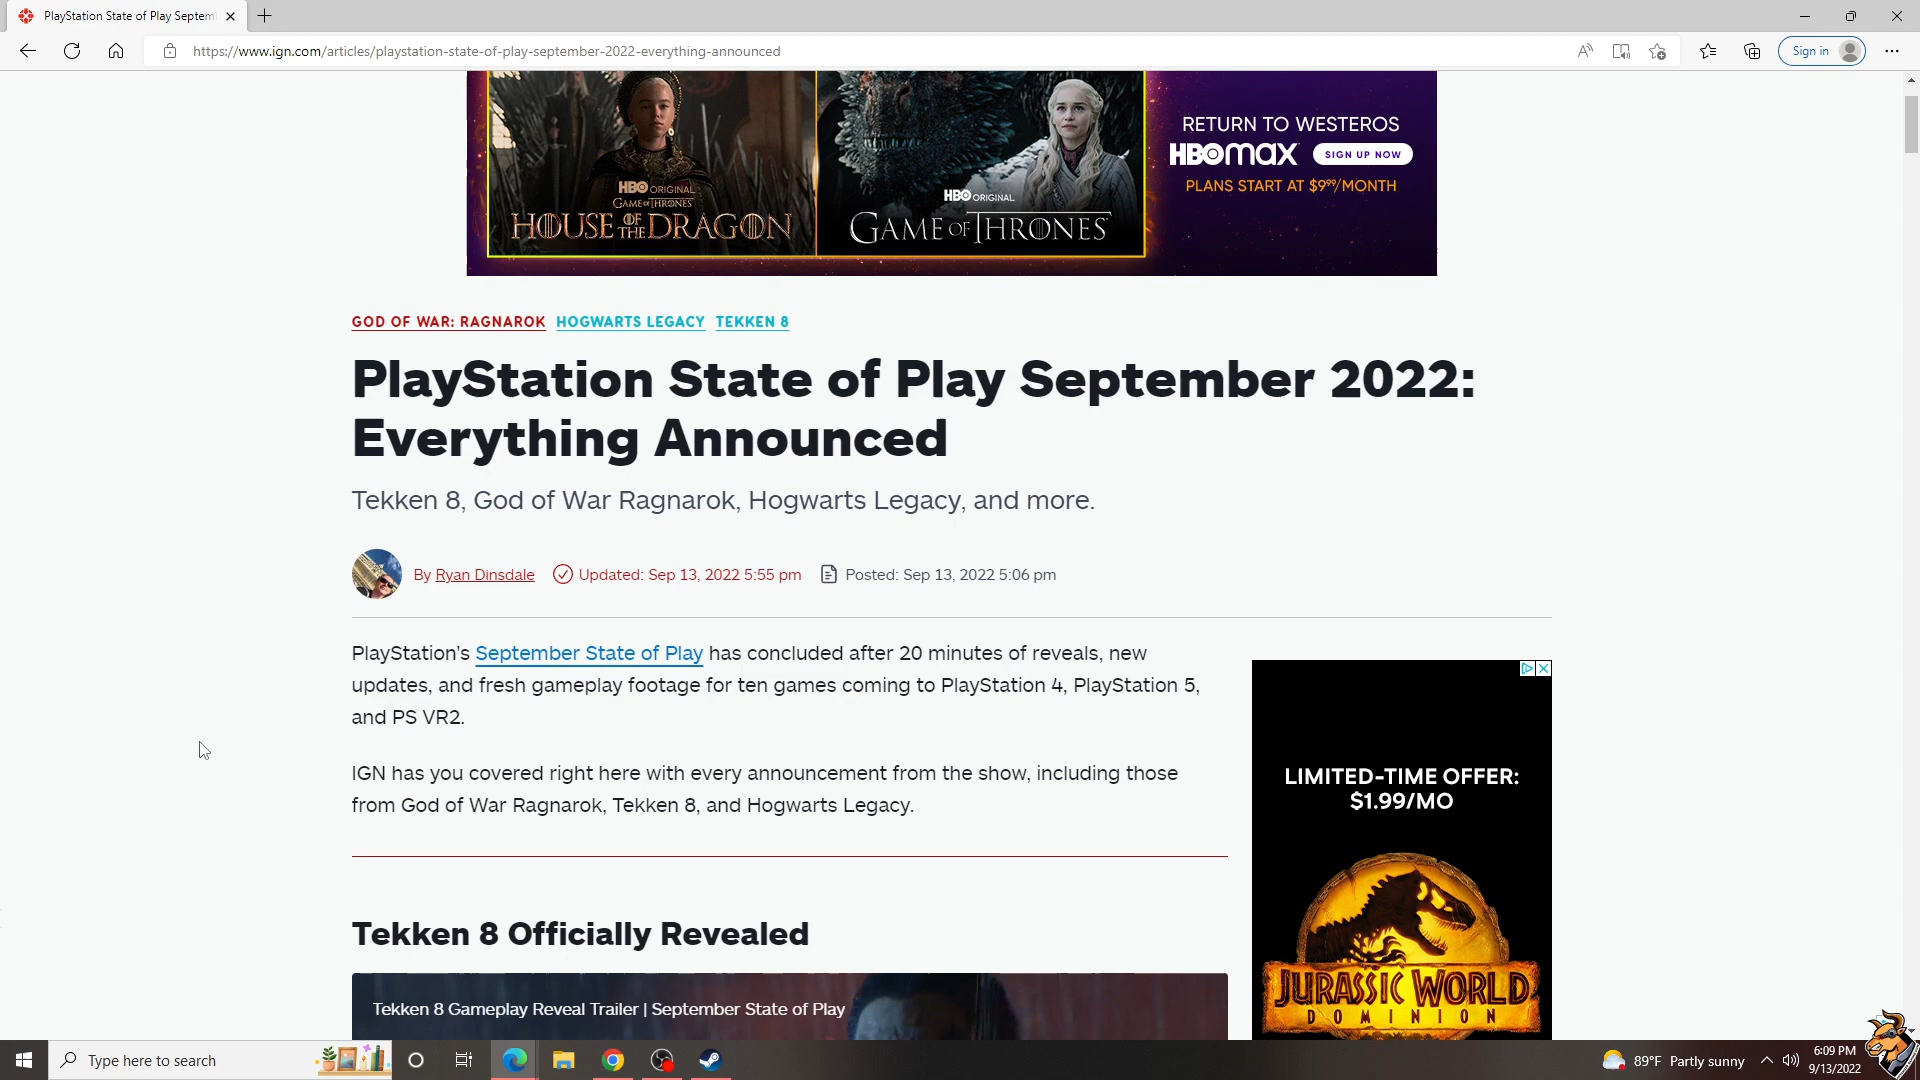 PlayStation State of Play Septem
https://www.ign.com/articles/playstation-state-of-play-september-2022-everything-announced
Sign in
HBO ORIGINAL
GAME OF THRONES
HOUSE OF THE DRAGON
HBO ORIGINAL
GAME OF THRONES
RETURN TO WESTEROS
HBOMAX SIGN UP NOW
PLANS START AT $999/MONTH
GOD OF WAR: RAGNAROK HOGWARTS LEGACY TEKKEN 8
PlayStation State of Play September 2022:
Everything Announced
Tekken 8, God of War Ragnarok, Hogwarts Legacy, and more.
By Ryan Dinsdale Updated: Sep 13, 2022 5:55 pm Posted: Sep 13, 2022 5:06 pm
PlayStation's September State of Play has concluded after 20 minutes of reveals, new
updates, and fresh gameplay footage for ten games coming to PlayStation 4, PlayStation 5,
and PS VR2.
IGN has you covered right here with every announcement from the show, including those
from God of War Ragnarok, Tekken 8, and Hogwarts Legacy.
Tekken 8 Officially Revealed
Tekken 8 Gameplay Reveal Trailer | September State of Play
LIMITED-TIME OFFER:
$1.99/MO
JURASSIC WORLD
DOMINION
Type here to search
89°F Partly sunny
6:09 PM
9/13/2022